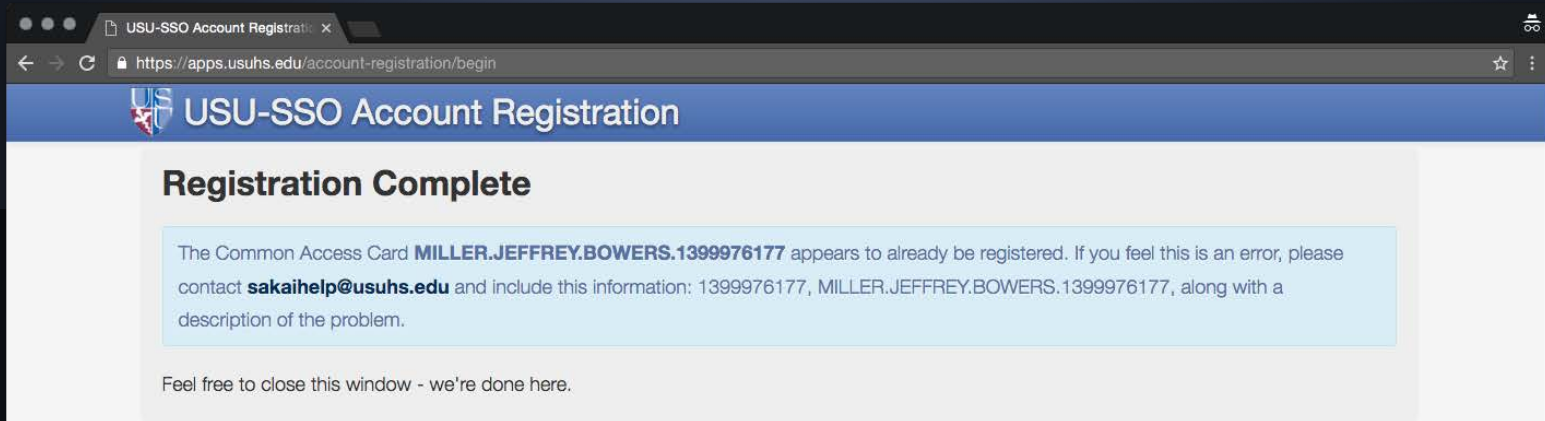 USU-SSO Account Registratic
https://apps.usuhs.edu/account-registration/begin
USU-SSO Account Registration
Registration Complete
The Common Access Card MILLER.JEFFREY.BOWERS.1399976177 appears to already be registered. If you feel this is an error, please
contact sakaihelp@usuhs.edu and include this information: 1399976177, MILLER.JEFFREY.BOWERS.1399976177, along with a
description of the problem.
Feel free to close this window - we're done here.